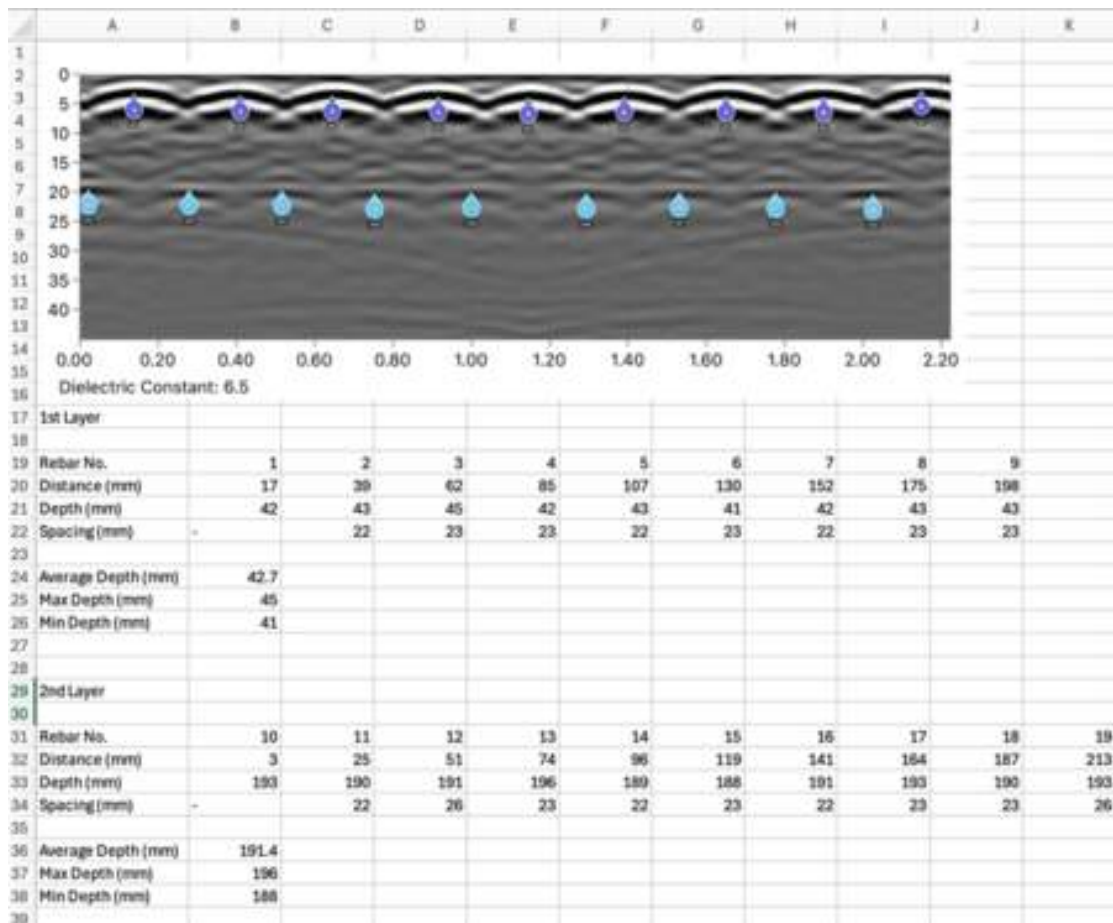 A B C D E F G H I J K
1
2 0
3 5
4 10
5 15
6
7 20
8 25
9
10 30
11 35
12 40
13
14 0.00 0.20 0.40 0.60 0.80 1.00 1.20 1.40 1.60 1.80 2.00 2.20
15
16 Dielectric Constant: 6.5
17 1st Layer
18
19 Rebar No. 1 2 3 4 5 6 7 8 9
20 Distance (mm) 17 39 62 85 107 130 152 175 198
21 Depth (mm) 42 43 45 42 43 41 42 43 43
22 Spacing (mm) - 22 23 23 22 23 22 23 23
23
24 Average Depth (mm) 42.7
25 Max Depth (mm) 45
26 Min Depth (mm) 41
27
28
29 2nd Layer
30
31 Rebar No. 10 11 12 13 14 15 16 17 18 19
32 Distance (mm) 3 25 51 74 96 119 141 164 187 213
33 Depth (mm) 193 190 191 196 189 188 191 193 190 193
34 Spacing (mm) - 22 26 23 22 23 22 23 23 26
35
36 Average Depth (mm) 191.4
37 Max Depth (mm) 196
38 Min Depth (mm) 188
39